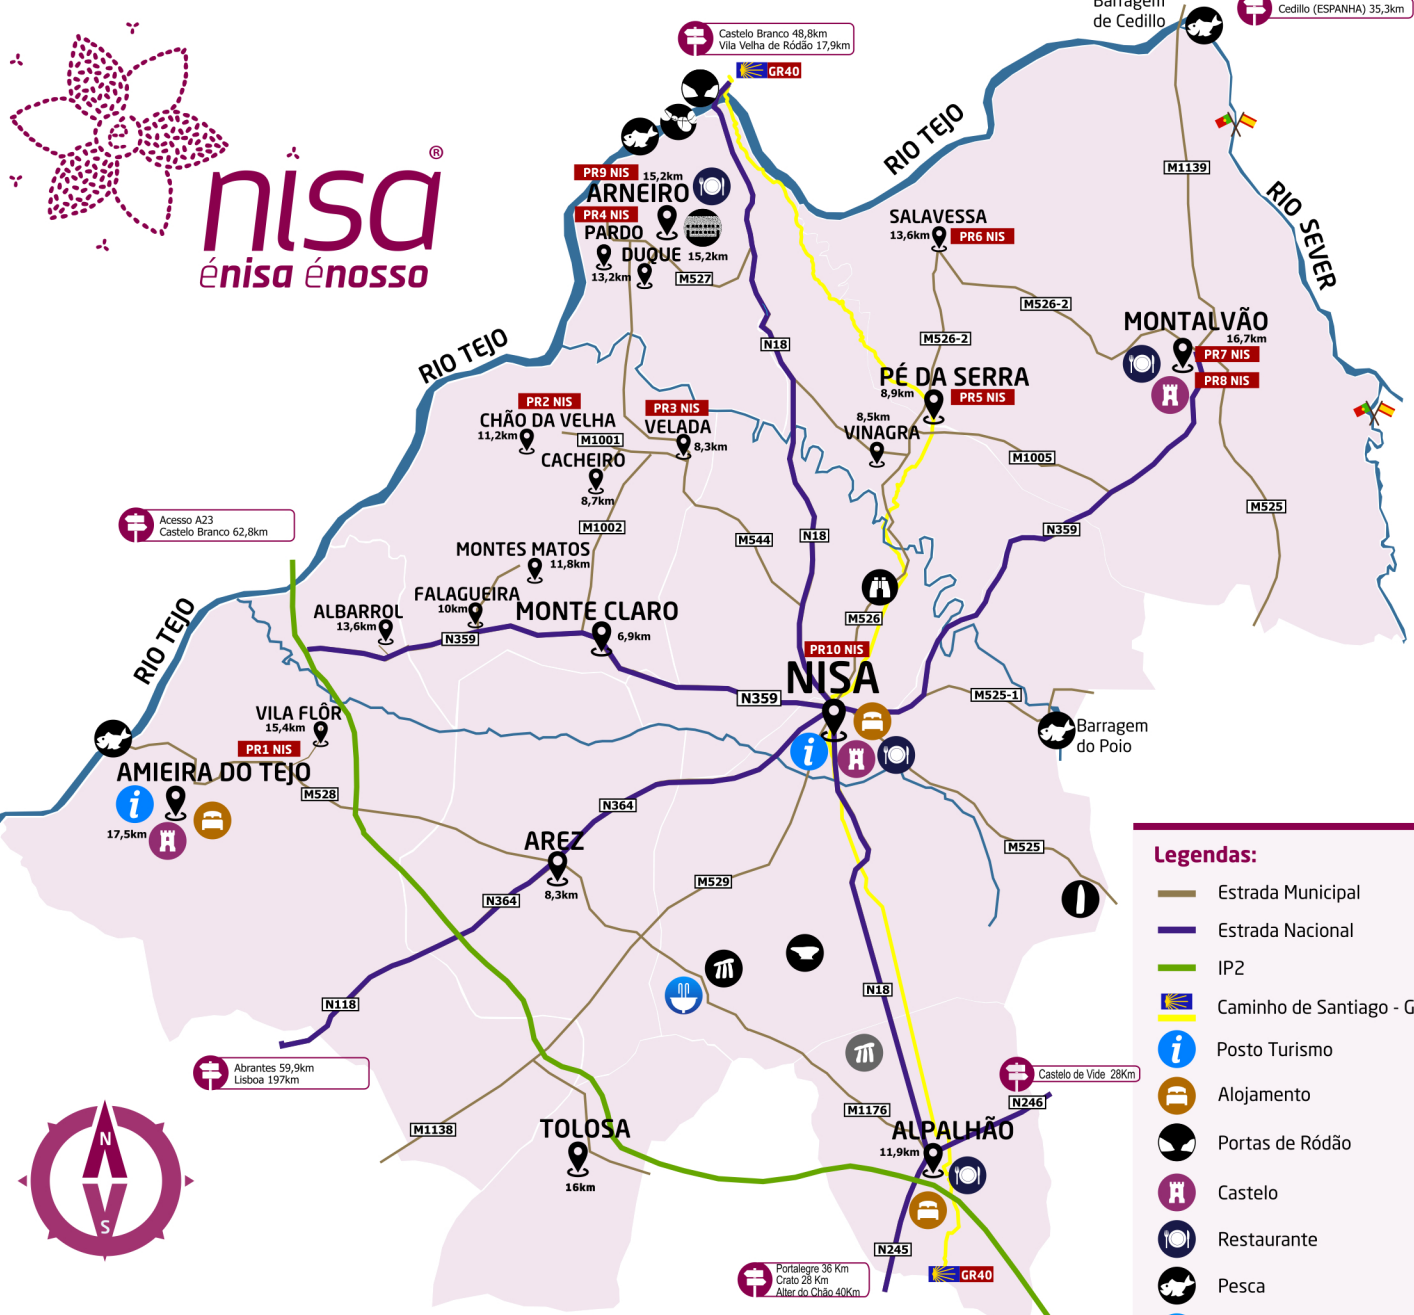 Barragem
de Cedillo
Cedillo (ESPANHA) 35,3km
Castelo Branco 48,8km
Vila Velha de Ródão 17,9km
GR40
nisa®
énisa énosso
RIO TEJO
M1139
RIO SEVER
PR9 NIS
15,2km
ARNEIRO
PR4 NIS
PARDO
DUQUE
15,2km
13,2km
M527
SALAVESSA
13,6km
PR6 NIS
M526-2
M526-2
MONTALVÃO
16,7km
PR7 NIS
PR8 NIS
N18
RIO TEJO
PÉ DA SERRA
8,9km
PR5 NIS
8,5km
VINAGRA
PR2 NIS
CHÃO DA VELHA
11,2km
PR3 NIS
VELADA
8,3km
M1001
CACHEIRO
8,7km
M1005
M525
Acesso A23
Castelo Branco 62,8km
M1002
M544
N18
N359
MONTES MATOS
11,8km
FALAGUEIRA
10km
ALBARROL
13,6km
MONTE CLARO
6,9km
N359
M526
RIO TEJO
PR10 NIS
NISA
N359
M525-1
Barragem
do Poio
VILA FLÔR
15,4km
PR1 NIS
AMIEIRA DO TEJO
17,5km
M528
N364
AREZ
8,3km
N364
M529
M525
N118
N18
Abrantes 59,9km
Lisboa 197km
Castelo de Vide 28Km
N246
M1176
M1138
TOLOSA
16km
ALPALHÃO
11,9km
N245
GR40
Portalegre 36 Km
Crato 28 Km
Alter do Chão 40Km
N
S
Legendas:
Estrada Municipal
Estrada Nacional
IP2
Caminho de Santiago - G
Posto Turismo
Alojamento
Portas de Ródão
Castelo
Restaurante
Pesca